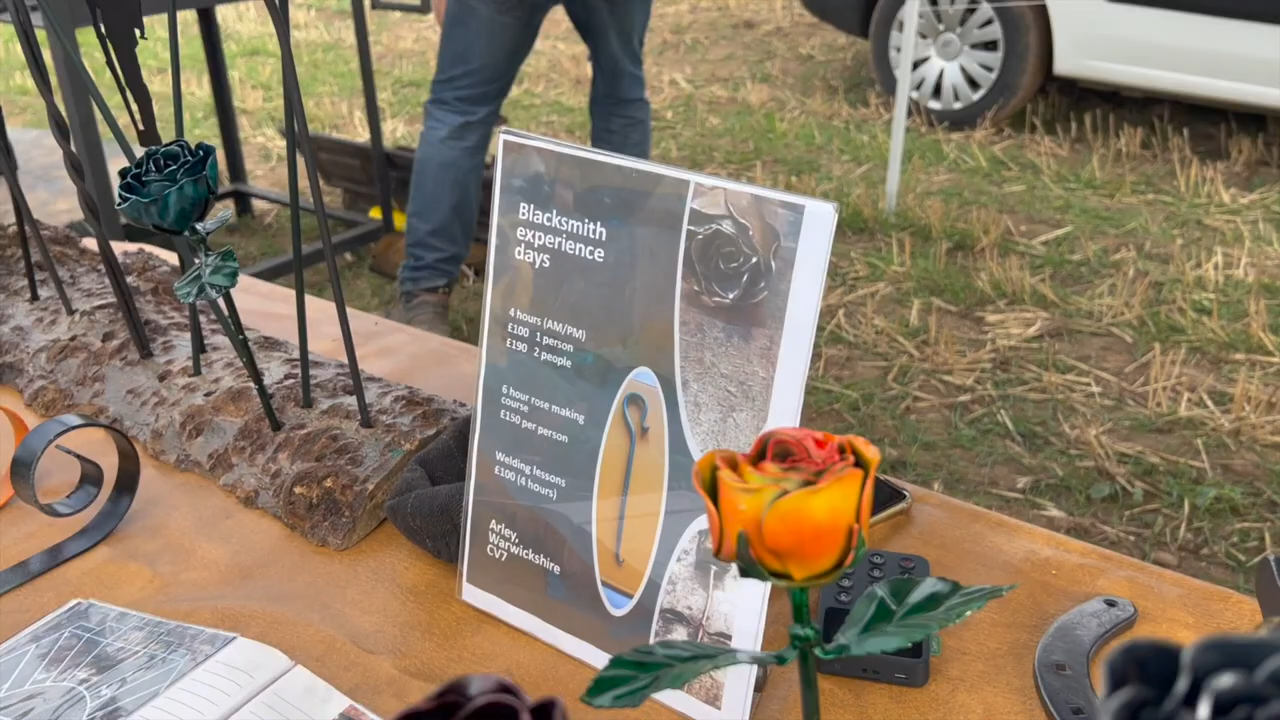 Blacksmith
experience
days
4 hours (AM/PM)
£100 1 person
£190 2 people
6 hour rose making
course
£150 per person
Welding lessons
£100 (4 hours)
Arley,
Warwickshire
CV7